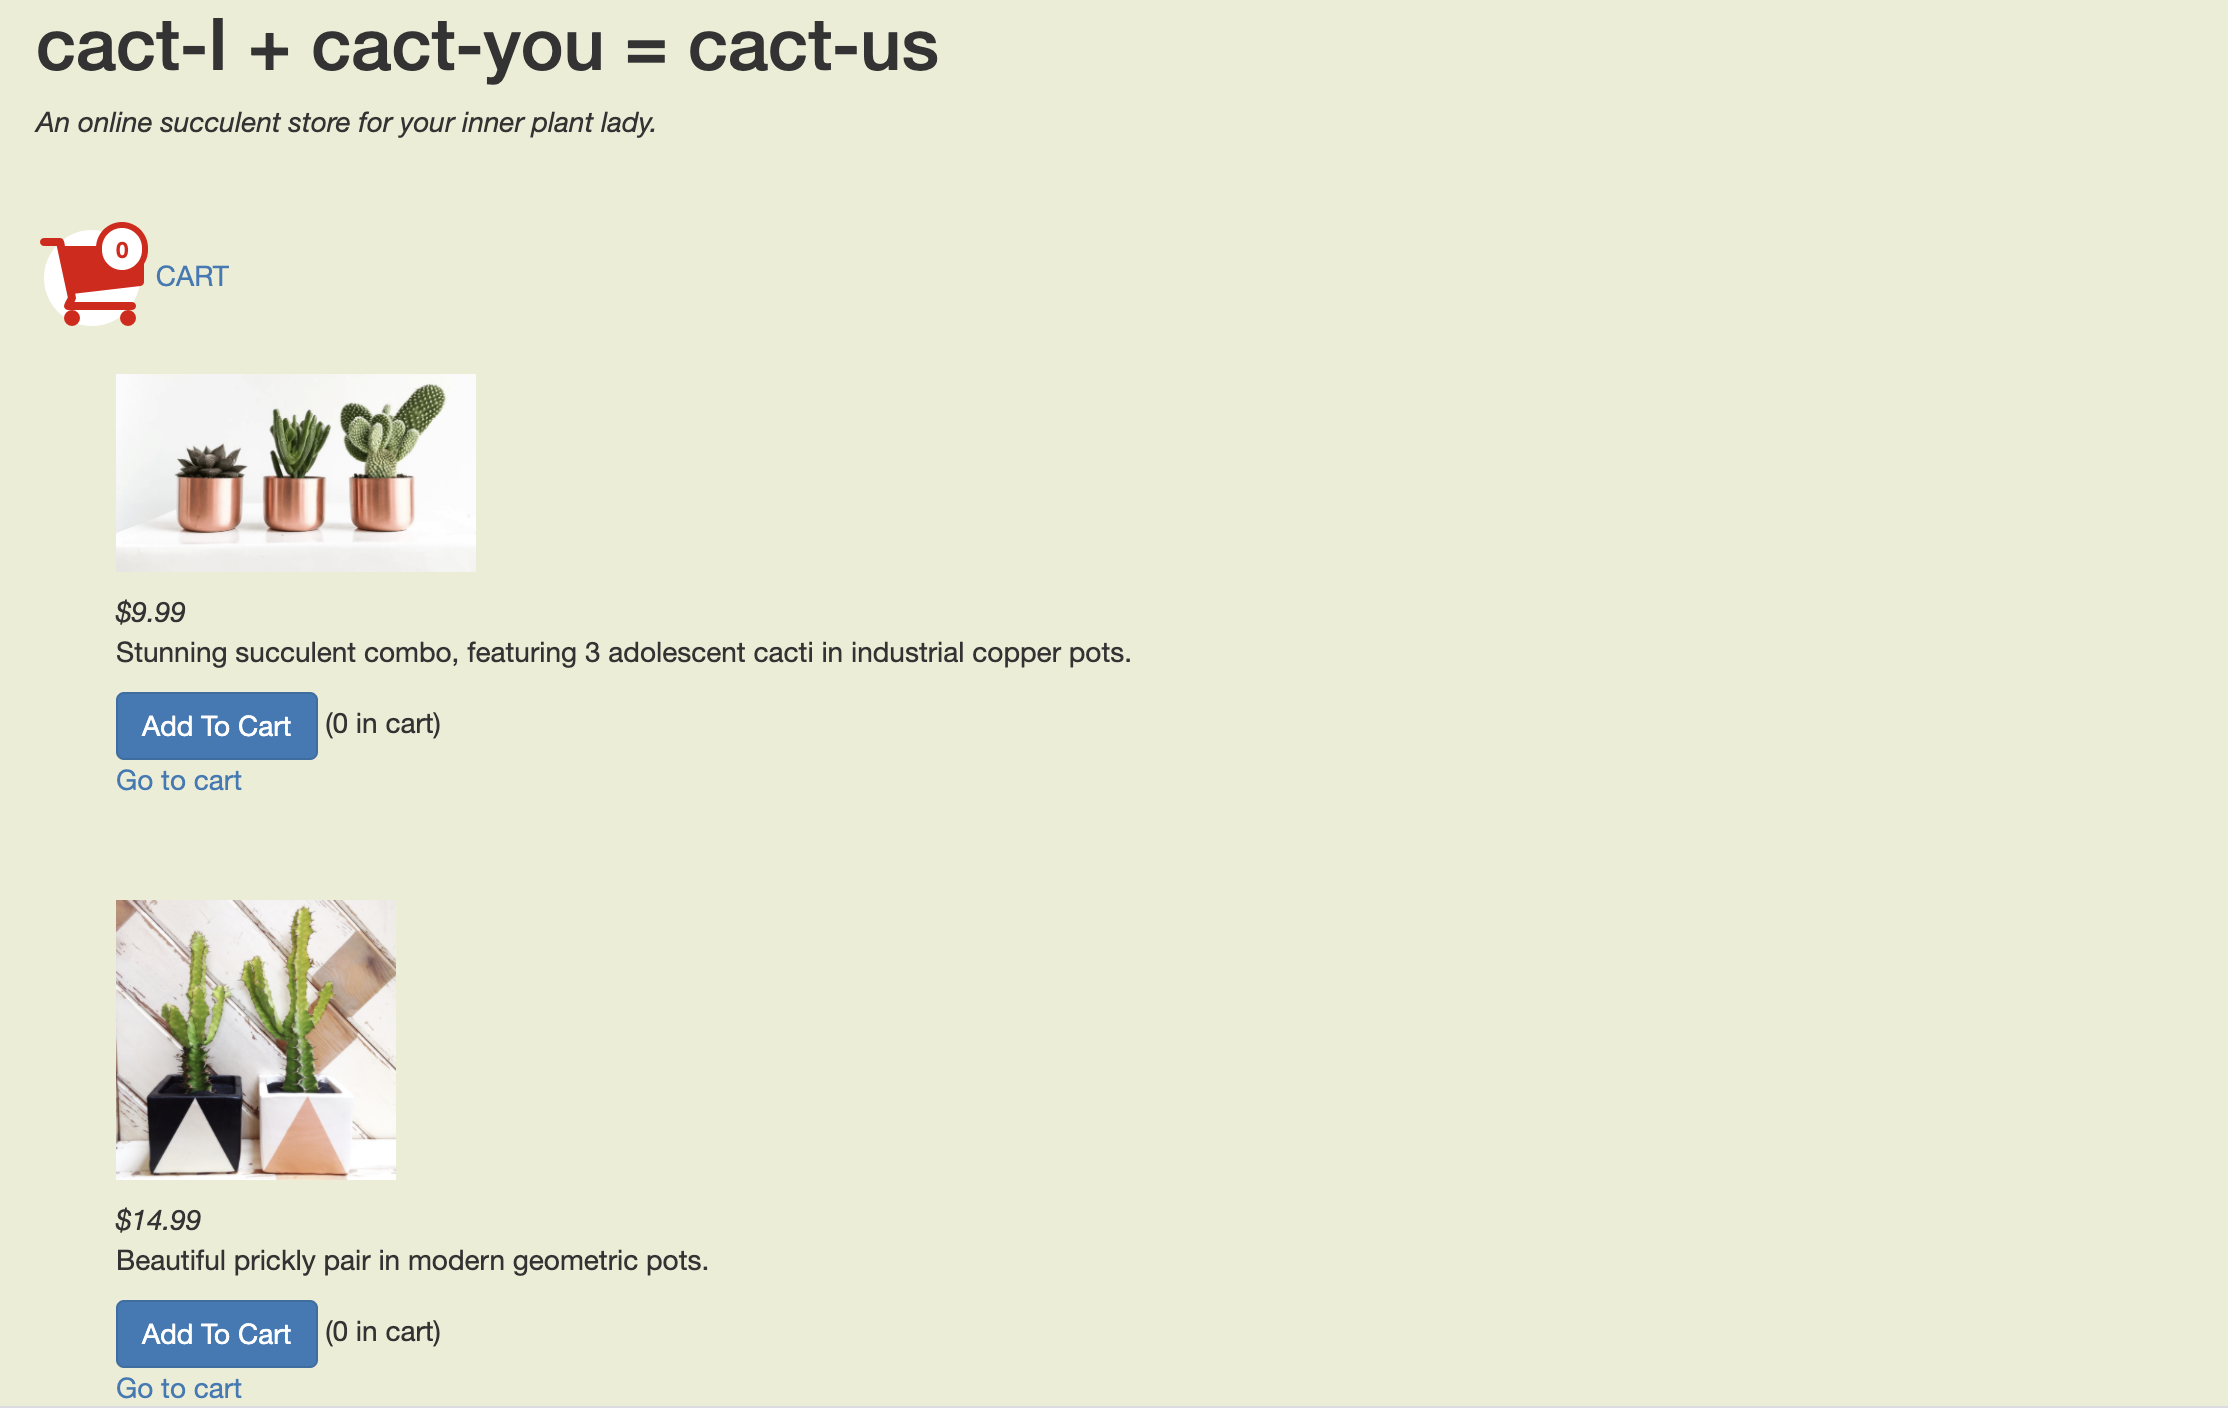 cact-I + cact-you = cact-us
An online succulent store for your inner plant lady.
0
CART
$9.99
Stunning succulent combo, featuring 3 adolescent cacti in industrial copper pots.
Add To Cart (0 in cart)
Go to cart
$14.99
Beautiful prickly pair in modern geometric pots.
Add To Cart (0 in cart)
Go to cart